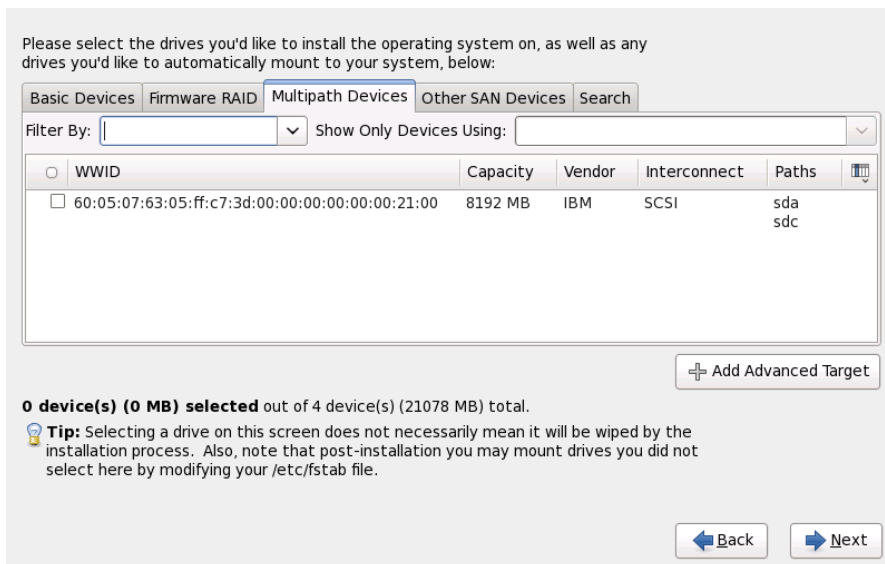 Please select the drives you'd like to install the operating system on, as well as any
drives you'd like to automatically mount to your system, below:
Basic Devices Firmware RAID Multipath Devices Other SAN Devices Search
Filter By: Show Only Devices Using:
WWID Capacity Vendor Interconnect Paths
60:05:07:63:05:ff:c7:3d:00:00:00:00:00:00:21:00 8192 MB IBM SCSI sda
sdc
Add Advanced Target
0 device(s) (0 MB) selected out of 4 device(s) (21078 MB) total.
Tip: Selecting a drive on this screen does not necessarily mean it will be wiped by the
installation process. Also, note that post-installation you may mount drives you did not
select here by modifying your /etc/fstab file.
Back Next